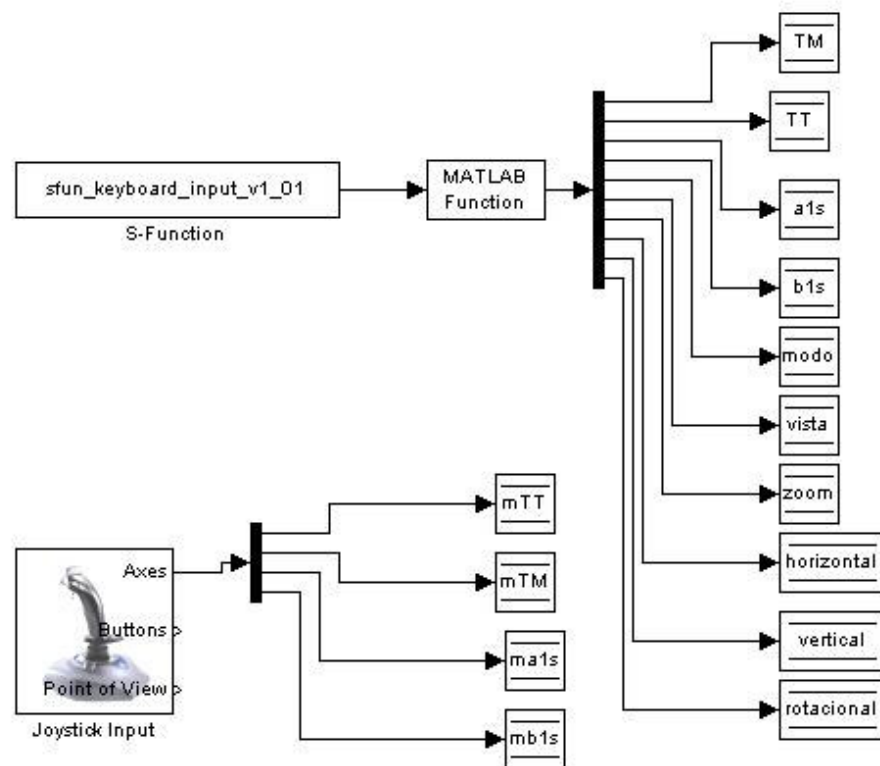 TM
TT
sfun_keyboard_input_v1_01
MATLAB
Function
S-Function
a1s
b1s
modo
vista
zoom
horizontal
vertical
rotacional
mTT
mTM
ma1s
mb1s
Axes
Buttons
Point of View
Joystick Input